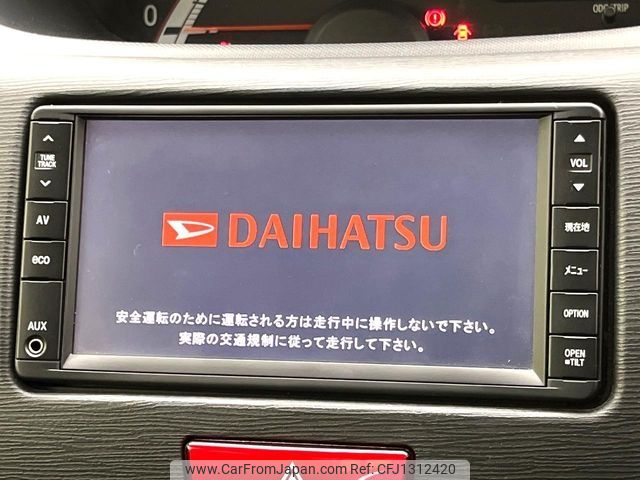 0
ODO-TRIP
TUNE
TRACK
AV
eco
AUX
VOL
現在地
メニュー
OPTION
OPEN
TILT
DAIHATSU
安全運転のために運転される方は走行中に操作しないで下さい。
実際の交通規制に従って走行して下さい。
www.CarFromJapan.com - Ref No:CFJ1312420